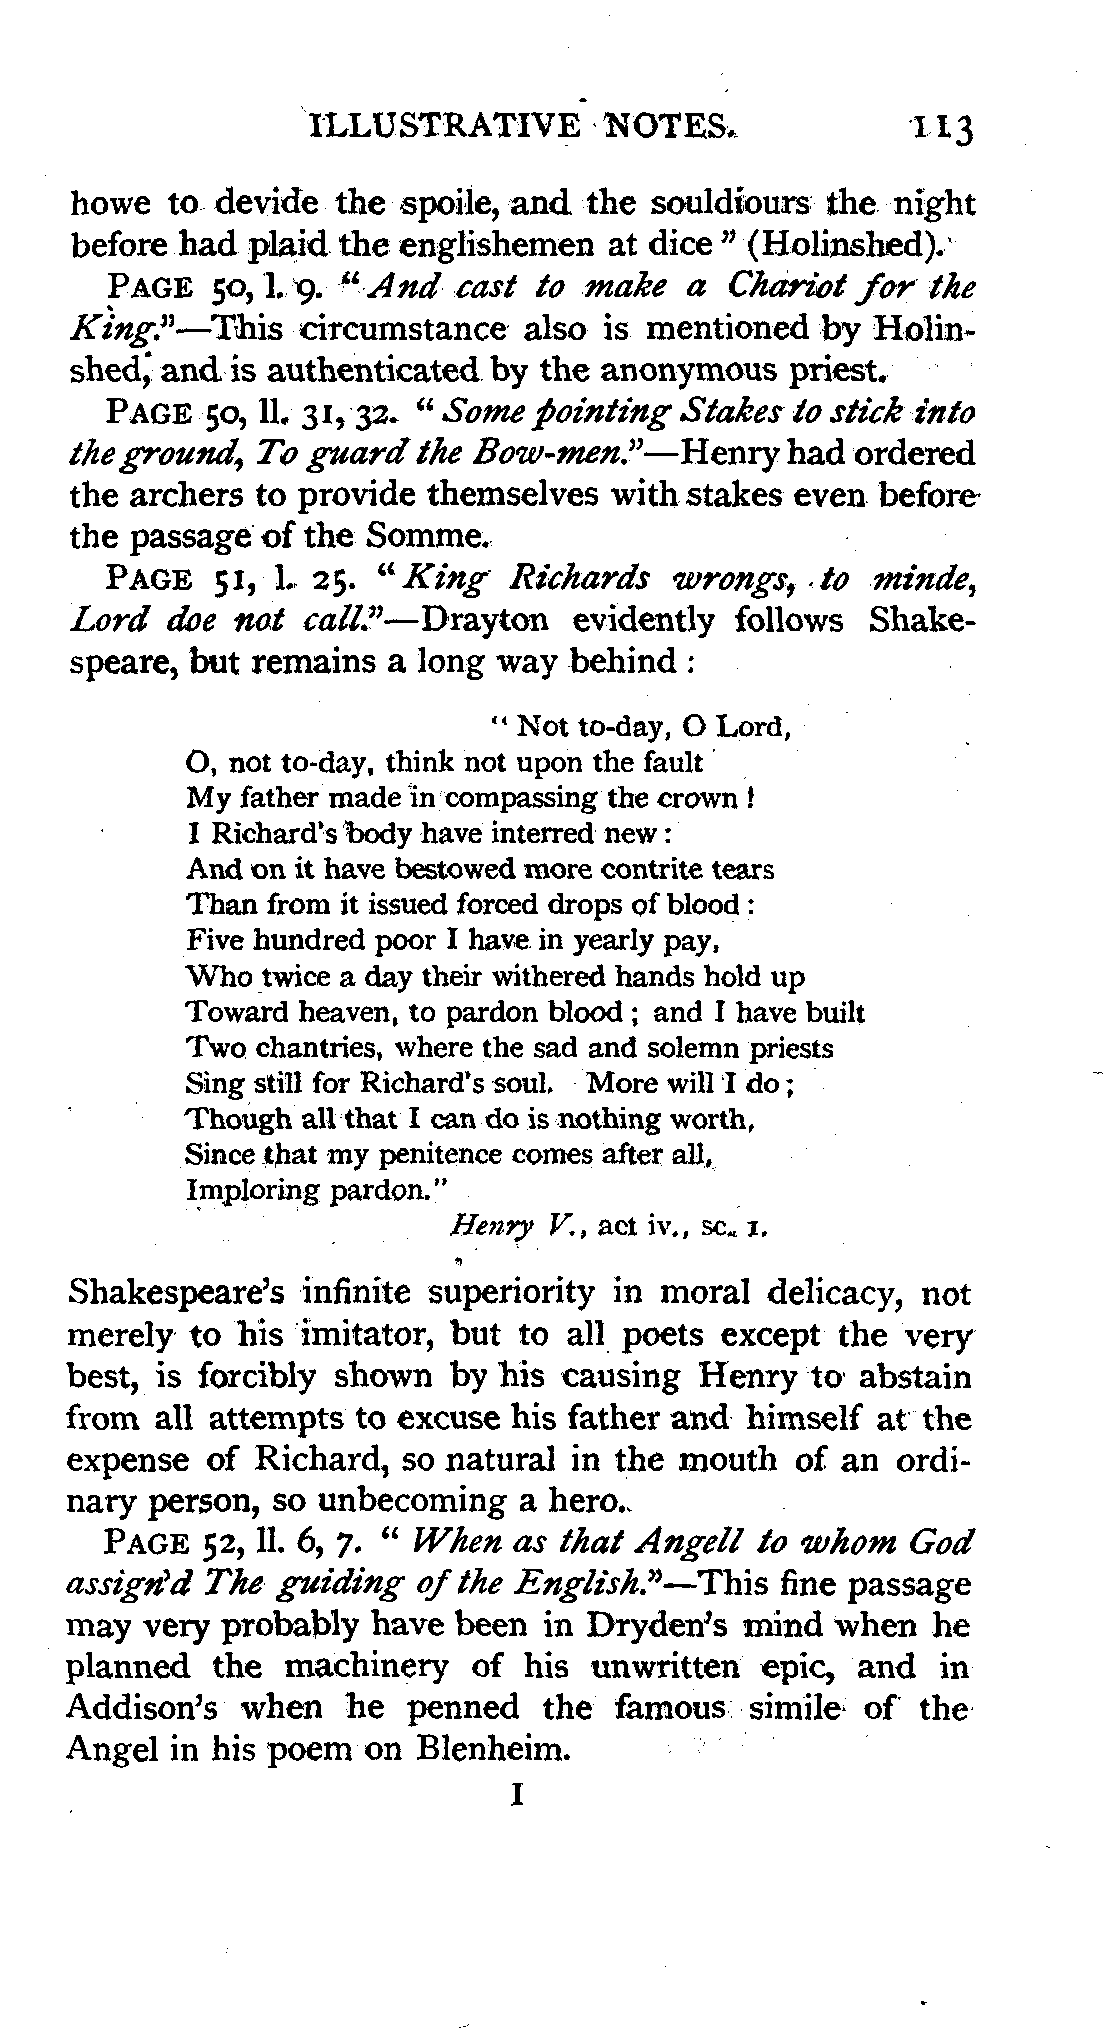 ILLUSTRATIVE NOTES. 113
howe to devide the spoile, and the souldiours the night
before had plaid the englishemen at dice" (Holinshed).
PAGE 50, l. 9. "And cast to make a Chariot for the
King."—This circumstance also is mentioned by Holin-
shed, and is authenticated by the anonymous priest.
PAGE 50, ll. 31, 32. "Some pointing Stakes to stick into
the ground, To guard the Bow-men."—Henry had ordered
the archers to provide themselves with stakes even before
the passage of the Somme.
PAGE 51, l. 25. "King Richards wrongs, to minde,
Lord doe not call."—Drayton evidently follows Shake-
speare, but remains a long way behind :
"Not to-day, O Lord,
O, not to-day, think not upon the fault
My father made in compassing the crown !
I Richard's body have interred new :
And on it have bestowed more contrite tears
Than from it issued forced drops of blood :
Five hundred poor I have in yearly pay,
Who twice a day their withered hands hold up
Toward heaven, to pardon blood ; and I have built
Two chantries, where the sad and solemn priests
Sing still for Richard's soul. More will I do ;
Though all that I can do is nothing worth,
Since that my penitence comes after all,
Imploring pardon."
Henry V., act iv., sc. 1.
Shakespeare's infinite superiority in moral delicacy, not
merely to his imitator, but to all poets except the very
best, is forcibly shown by his causing Henry to abstain
from all attempts to excuse his father and himself at the
expense of Richard, so natural in the mouth of an ordi-
nary person, so unbecoming a hero.
PAGE 52, ll. 6, 7. "When as that Angell to whom God
assign'd The guiding of the English."—This fine passage
may very probably have been in Dryden's mind when he
planned the machinery of his unwritten epic, and in
Addison's when he penned the famous simile of the
Angel in his poem on Blenheim.
I